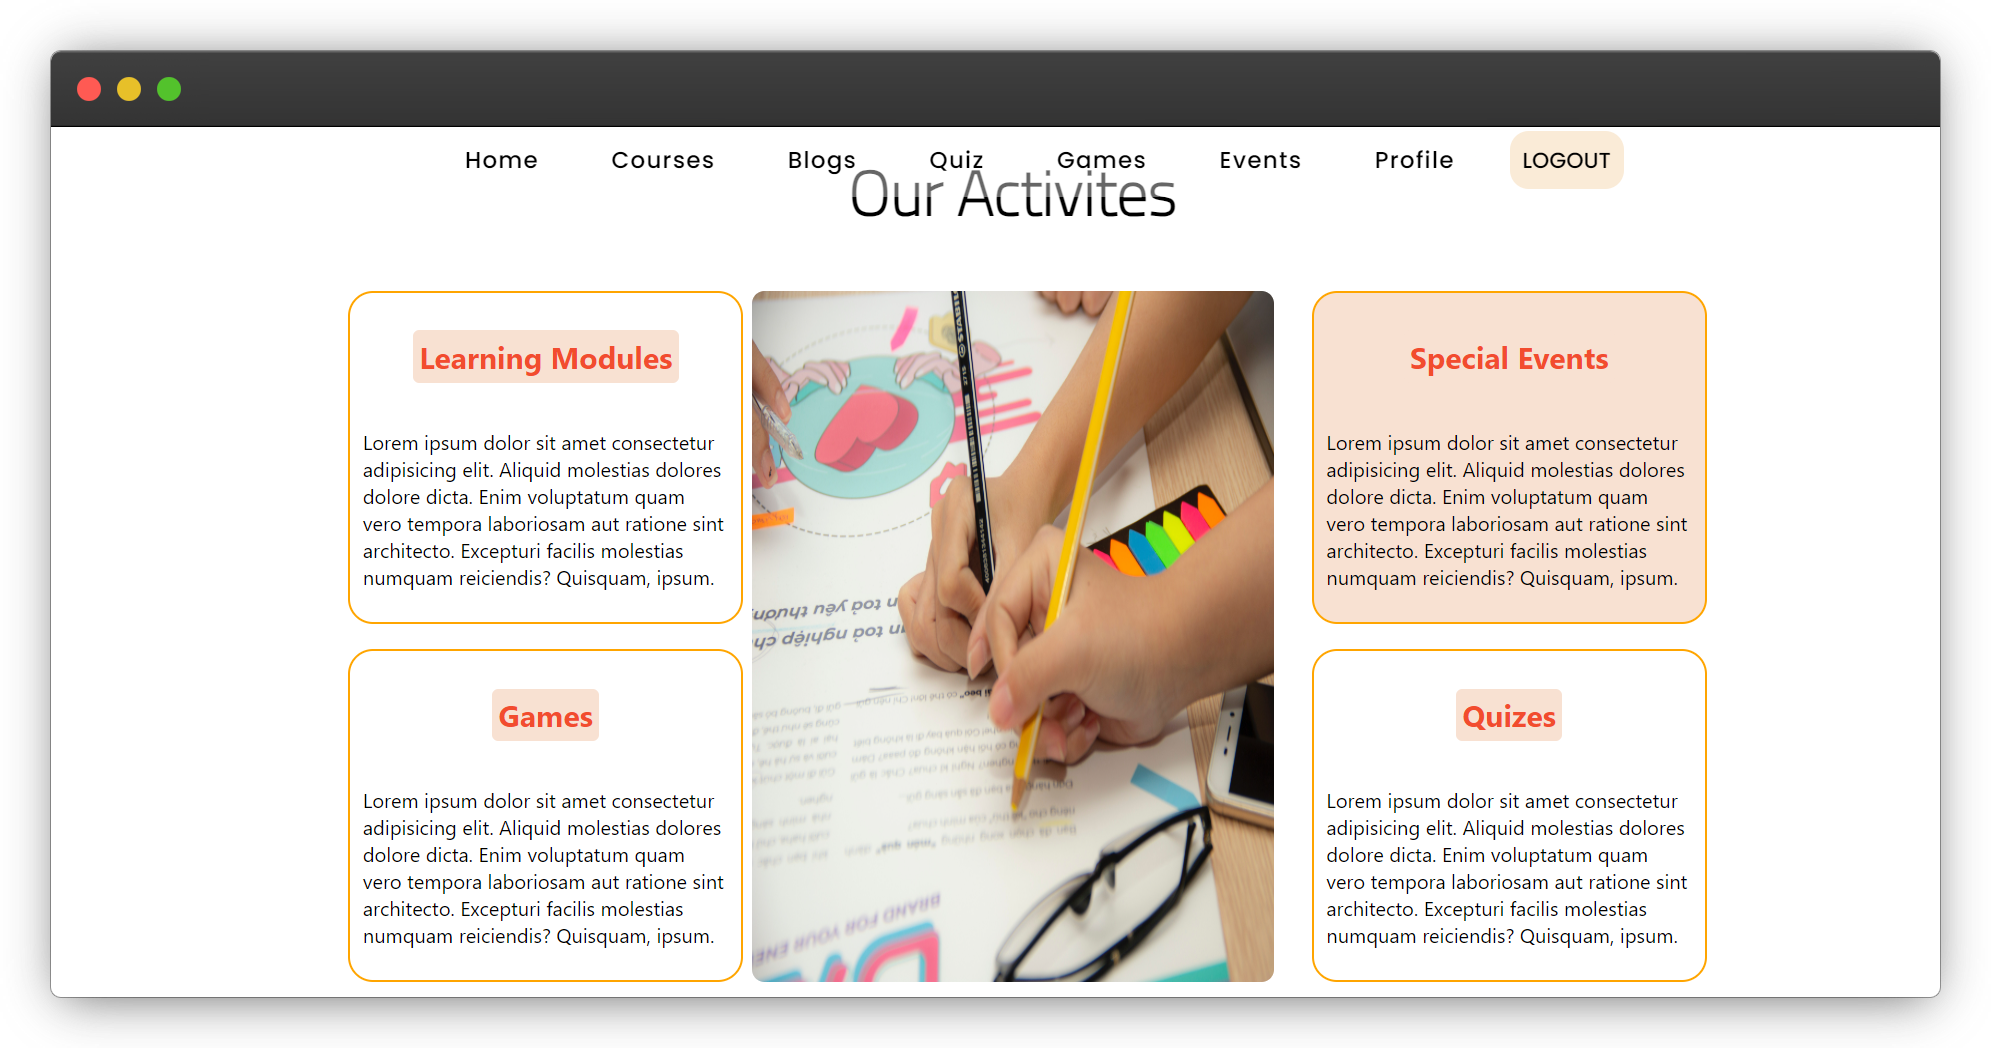 Home Courses Blogs Quiz Games Events Profile LOGOUT
Our Activites
Learning Modules
Lorem ipsum dolor sit amet consectetur
adipisicing elit. Aliquid molestias dolores
dolore dicta. Enim voluptatum quam
vero tempora laboriosam aut ratione sint
architecto. Excepturi facilis molestias
numquam reiciendis? Quisquam, ipsum.
Games
Lorem ipsum dolor sit amet consectetur
adipisicing elit. Aliquid molestias dolores
dolore dicta. Enim voluptatum quam
vero tempora laboriosam aut ratione sint
architecto. Excepturi facilis molestias
numquam reiciendis? Quisquam, ipsum.
STABIL
BRAND FOR YOUR
Special Events
Lorem ipsum dolor sit amet consectetur
adipisicing elit. Aliquid molestias dolores
dolore dicta. Enim voluptatum quam
vero tempora laboriosam aut ratione sint
architecto. Excepturi facilis molestias
numquam reiciendis? Quisquam, ipsum.
Quizes
Lorem ipsum dolor sit amet consectetur
adipisicing elit. Aliquid molestias dolores
dolore dicta. Enim voluptatum quam
vero tempora laboriosam aut ratione sint
architecto. Excepturi facilis molestias
numquam reiciendis? Quisquam, ipsum.